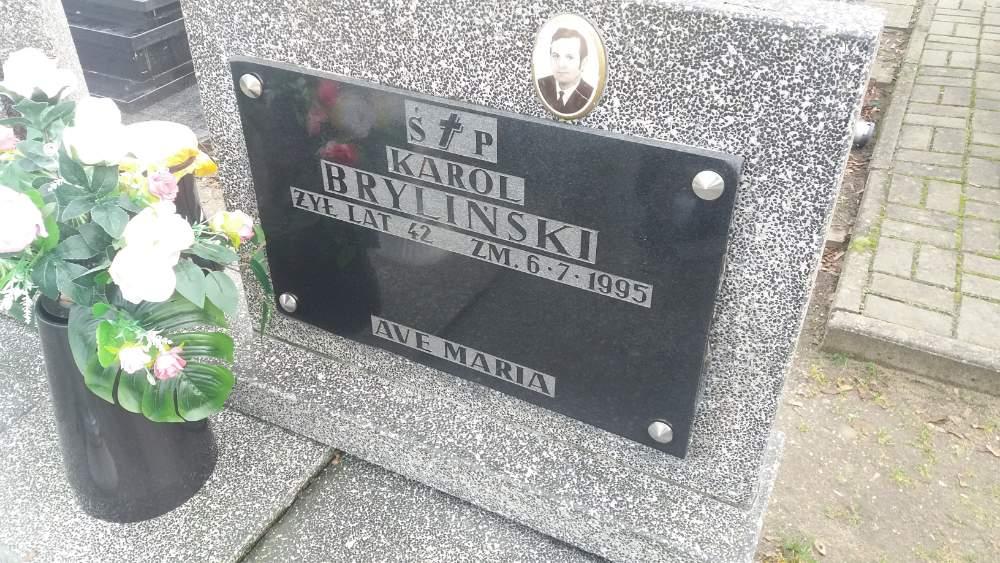 Ś † P
KAROL
BRYLIŃSKI
ŻYŁ LAT 42 ZM. 6·7·1995
AVE MARIA